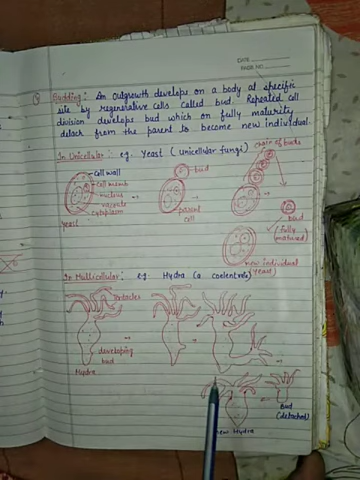 DATE
PAGE NO.
Budding: An outgrowth develops on a body at specific
site by regenerative cells called bud. Repeated cell
division develops bud which on fully maturity
detach from the parent to become new individual.
In Unicellular: e.g. Yeast (unicellular fungi)
chain of buds
cell wall
bud
cell memb
nucleus
vacuole
cytoplasm
Yeast
parent
cell
bud
(fully
matured)
new individual
yeast
In Multicellular: e.g. Hydra (a coelentrate)
Tentacles
developing
bud
Hydra
Bud
(detached)
new Hydra